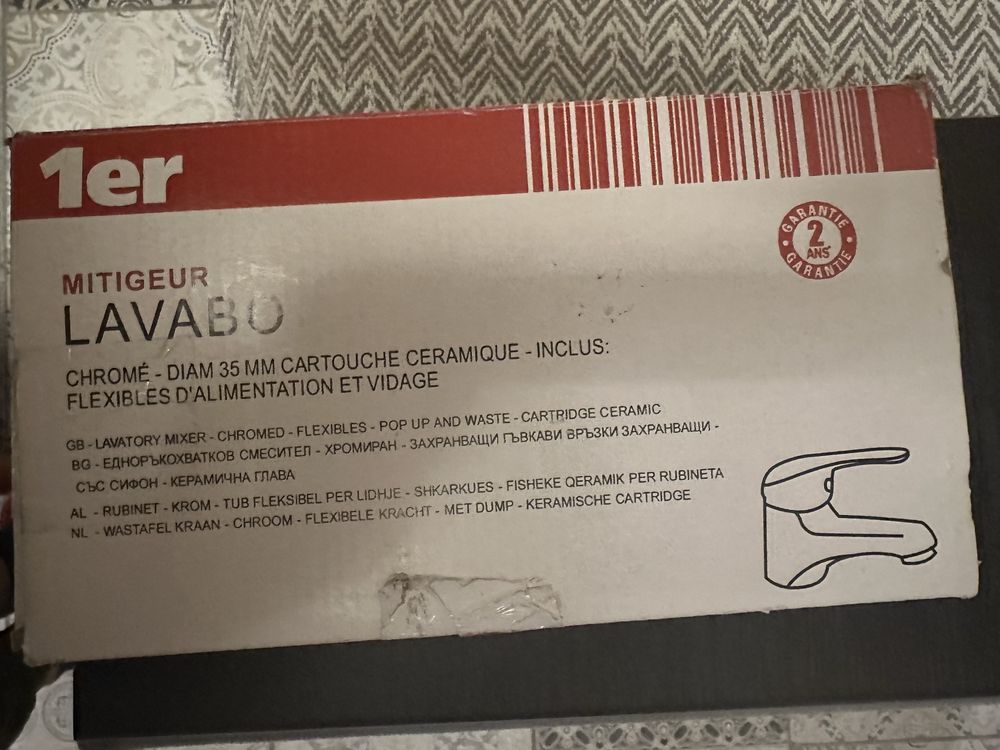 1er
GARANTIE
2
ANS
GARANTIE
MITIGEUR
LAVABO
CHROMÉ - DIAM 35 MM CARTOUCHE CERAMIQUE - INCLUS:
FLEXIBLES D'ALIMENTATION ET VIDAGE
GB - LAVATORY MIXER - CHROMED - FLEXIBLES - POP UP AND WASTE - CARTRIDGE CERAMIC
BG - ЕДНОРЪКОХВАТКОВ СМЕСИТЕЛ - ХРОМИРАН - ЗАХРАНВАЩИ ГЪВКАВИ ВРЪЗКИ ЗАХРАНВАЩИ -
СЪС СИФОН - КЕРАМИЧНА ГЛАВА
AL - RUBINET - KROM - TUB FLEKSIBEL PER LIDHJE - SHKARKUES - FISHEKE QERAMIK PER RUBINETA
NL - WASTAFEL KRAAN - CHROOM - FLEXIBELE KRACHT - MET DUMP - KERAMISCHE CARTRIDGE